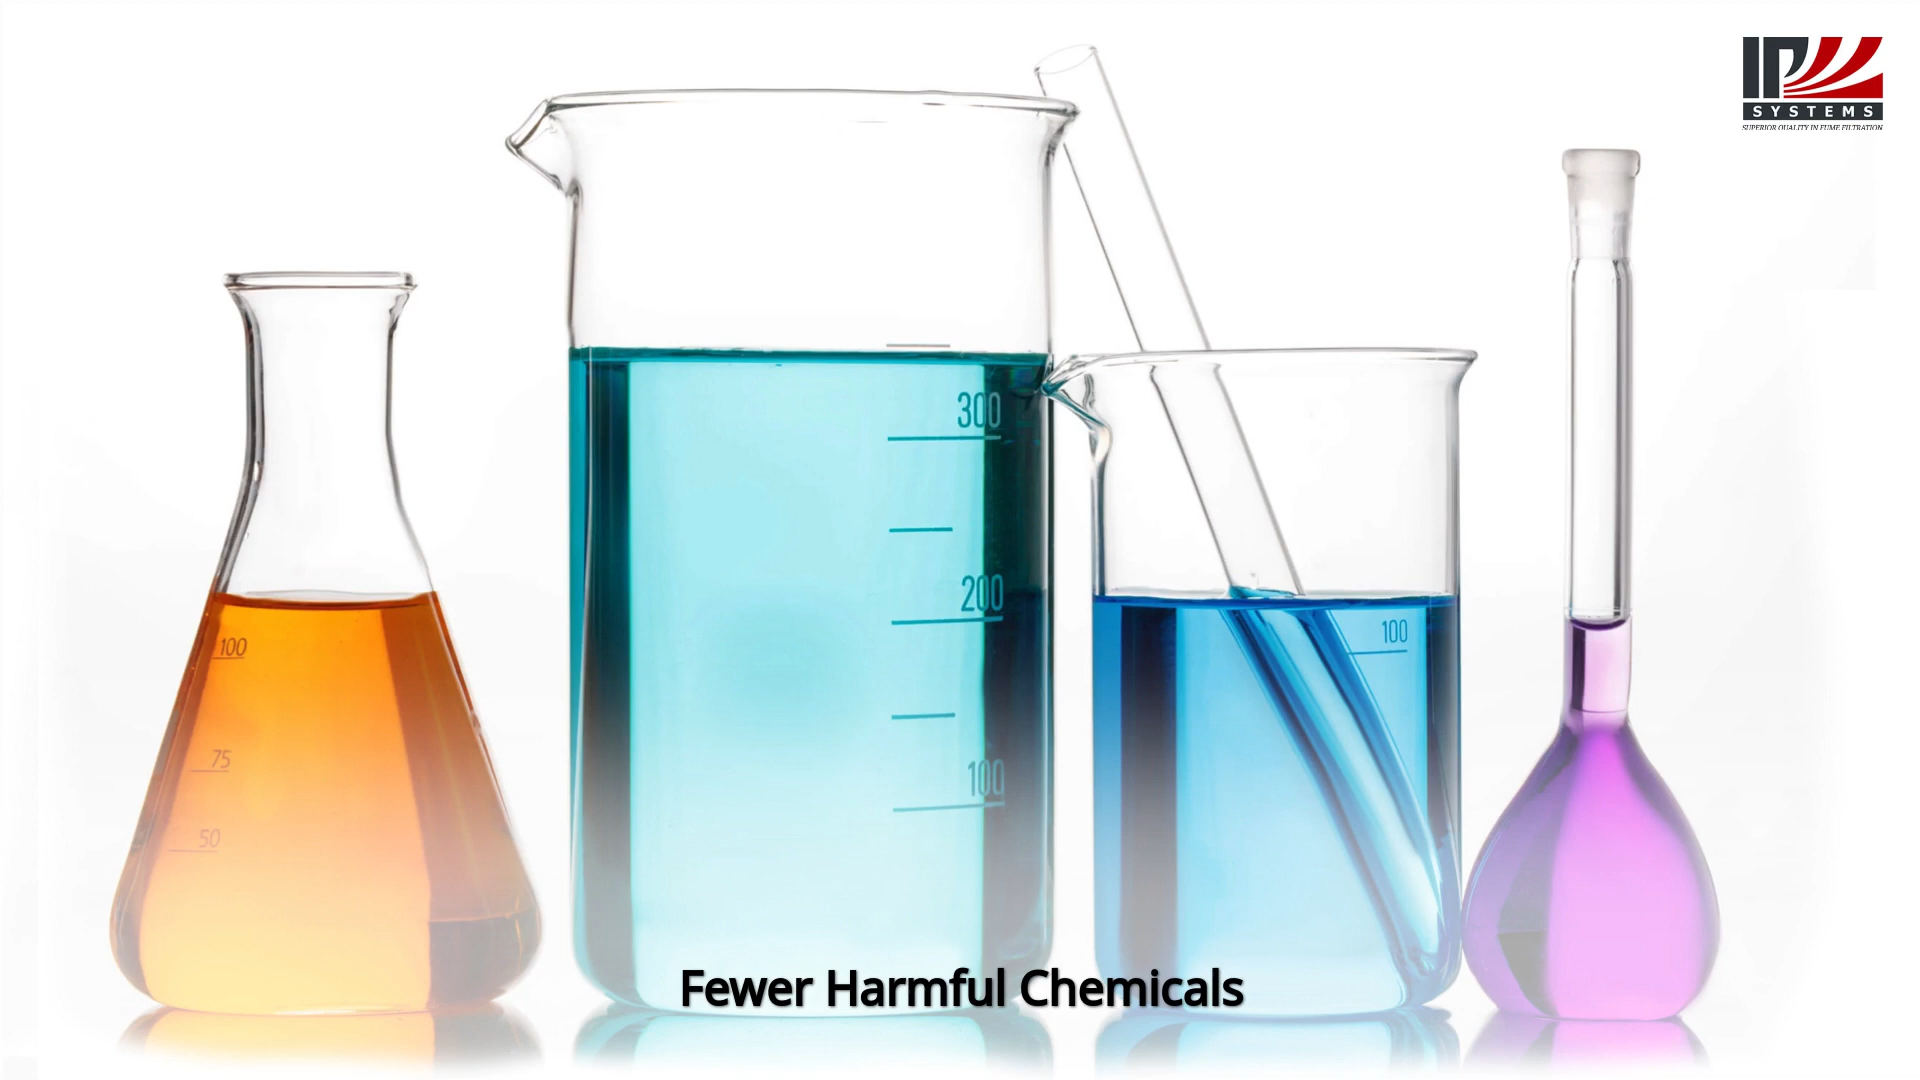 IP
SYSTEMS
SUPERIOR QUALITY IN FUME FILTRATION
300
200
100
100
100
75
50
Fewer Harmful Chemicals